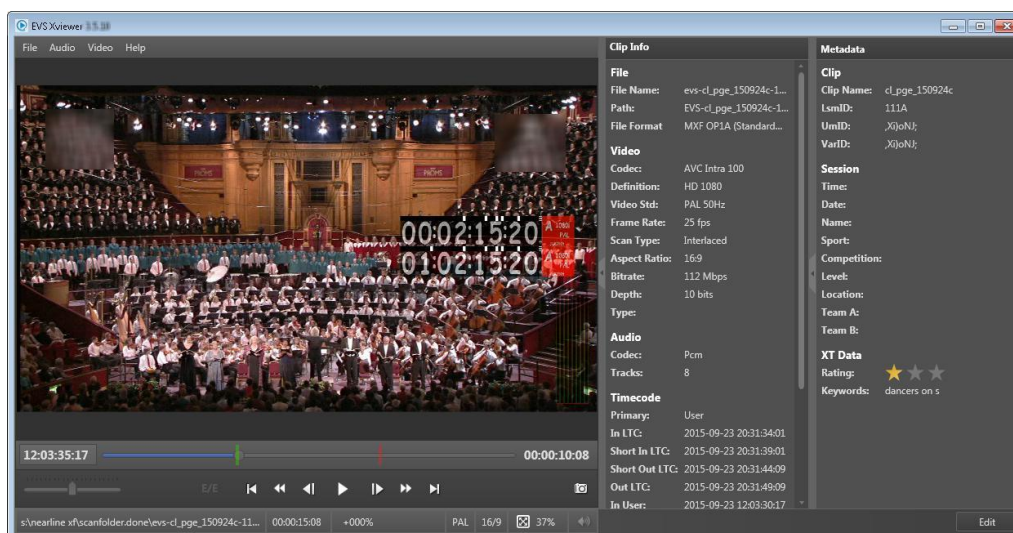 EVS Xviewer 3.5.10
File Audio Video Help
PROMS
00:02:15:20 A 1080i
PAL
01:02:15:20 A 1080i
PAL
12:03:35:17 00:00:10:08
E/E
s:\nearline xf\scanfolder.done\evs-cl_pge_150924c-11... 00:00:15:08 +000% PAL 16/9 37%
Clip Info
File
File Name: evs-cl_pge_150924c-1...
Path: EVS-cl_pge_150924c-1...
File Format MXF OP1A (Standard...
Video
Codec: AVC Intra 100
Definition: HD 1080
Video Std: PAL 50Hz
Frame Rate: 25 fps
Scan Type: Interlaced
Aspect Ratio: 16:9
Bitrate: 112 Mbps
Depth: 10 bits
Type:
Audio
Codec: Pcm
Tracks: 8
Timecode
Primary: User
In LTC: 2015-09-23 20:31:34:01
Short In LTC: 2015-09-23 20:31:39:01
Short Out LTC: 2015-09-23 20:31:44:09
Out LTC: 2015-09-23 20:31:49:09
In User: 2015-09-23 12:03:30:17
Metadata
Clip
Clip Name: cl_pge_150924c
LsmID: 111A
UmID: ,Xi)oNJ;
VarID: ,Xi)oNJ;
Session
Time:
Date:
Name:
Sport:
Competition:
Level:
Location:
Team A:
Team B:
XT Data
Rating:
Keywords: dancers on s
Edit